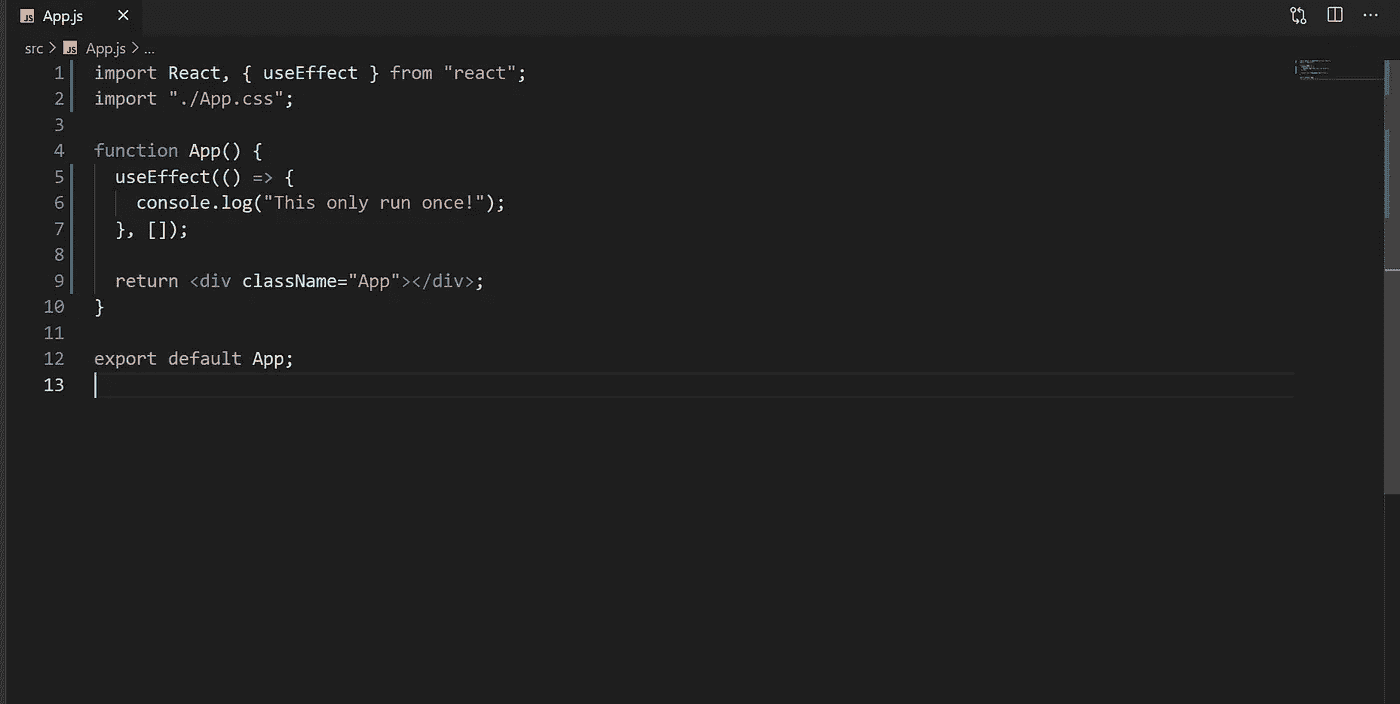 JS App.js
src > JS App.js > ...
1 import React, { useEffect } from "react";
2 import "./App.css";
3
4 function App() {
5   useEffect(() => {
6     console.log("This only run once!");
7   }, []);
8
9   return <div className="App"></div>;
10 }
11
12 export default App;
13